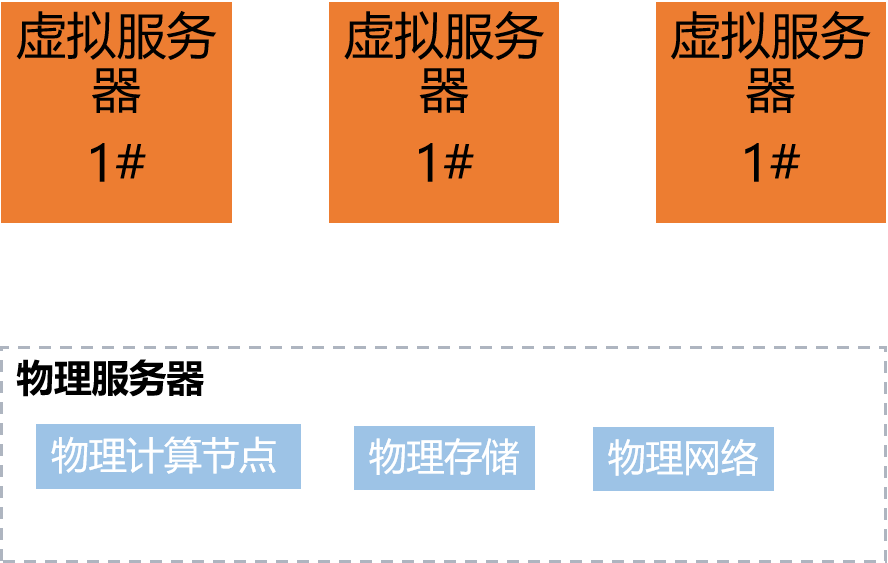 虚拟服务
器
1#
虚拟服务
器
1#
虚拟服务
器
1#
物理服务器
物理计算节点
物理存储
物理网络